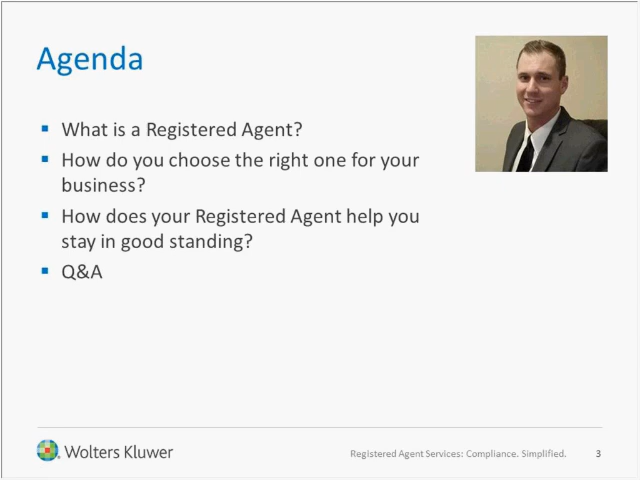 Agenda
What is a Registered Agent?
How do you choose the right one for your
business?
How does your Registered Agent help you
stay in good standing?
Q&A
Wolters Kluwer
Registered Agent Services: Compliance. Simplified.
3